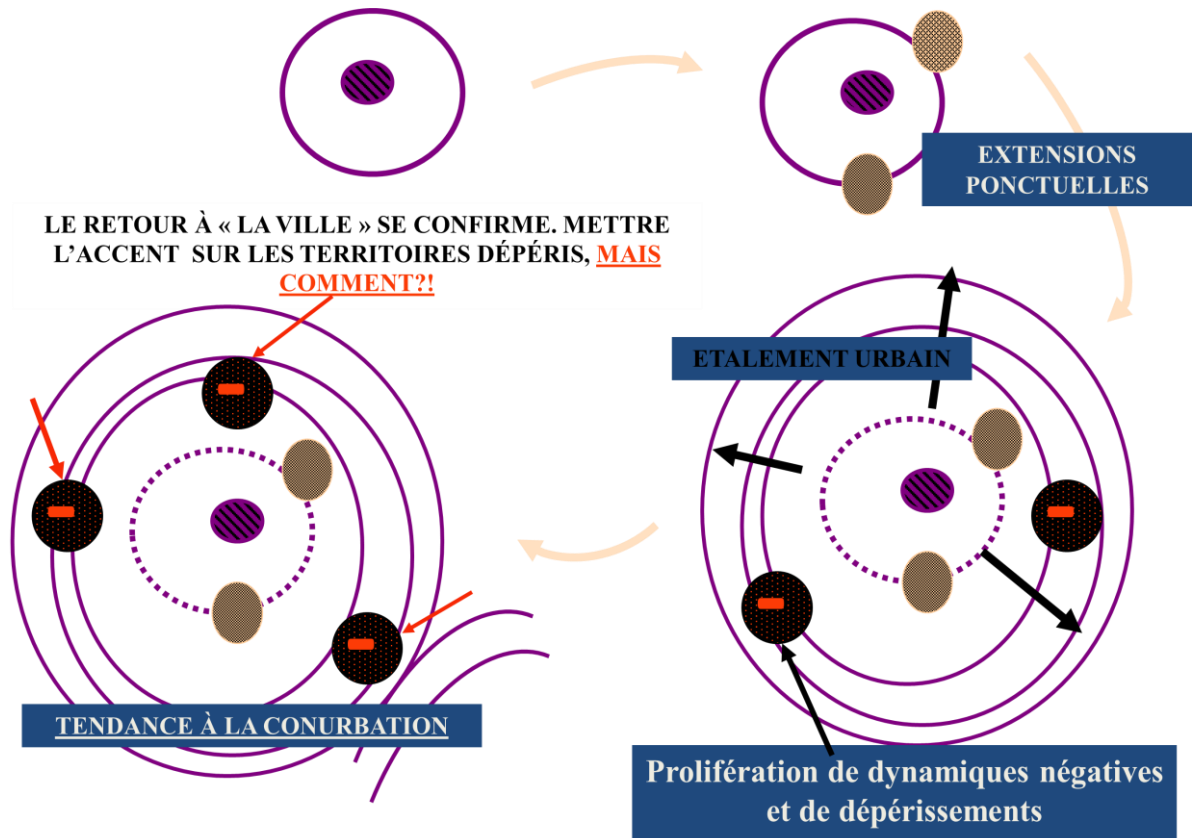 EXTENSIONS
PONCTUELLES
LE RETOUR À « LA VILLE » SE CONFIRME. METTRE
L’ACCENT SUR LES TERRITOIRES DÉPÉRIS, MAIS
COMMENT?!
ETALEMENT URBAIN
TENDANCE À LA CONURBATION
Prolifération de dynamiques négatives
et de dépérissements